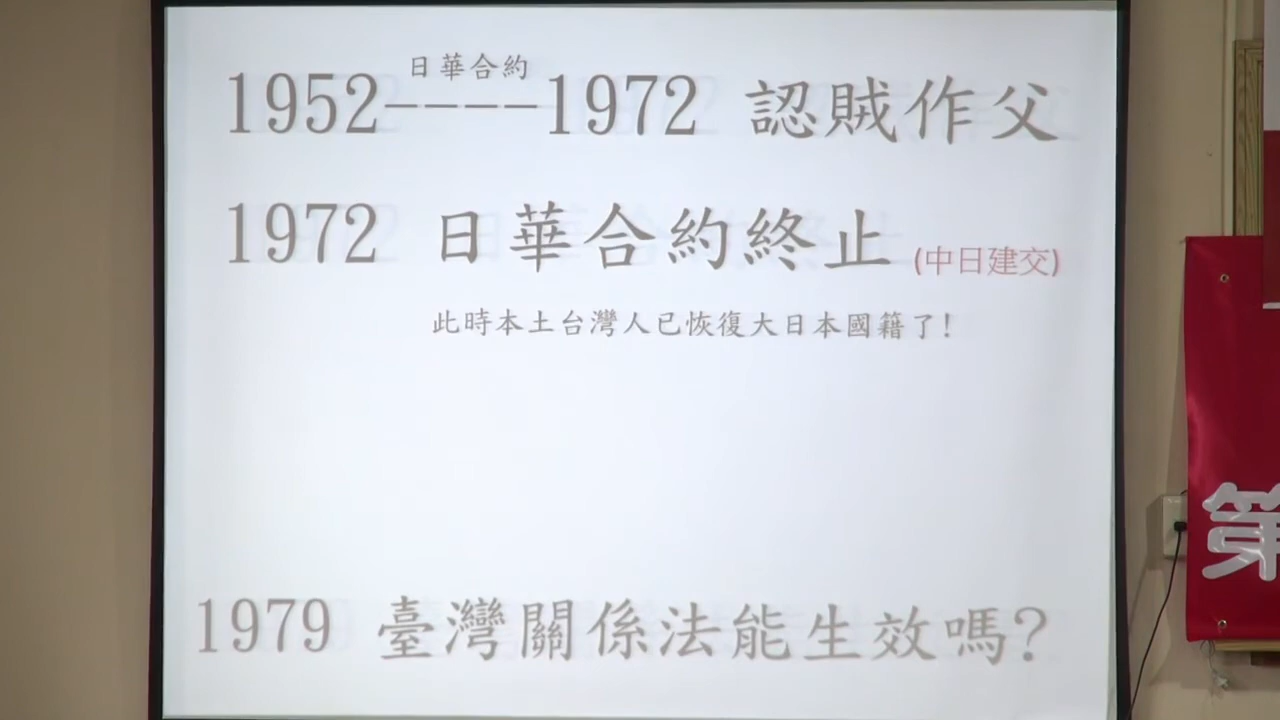 日華合約
1952----1972 認賊作父
1972 日華合約終止 (中日建交)
此時本土台灣人已恢復大日本國籍了!
1979 臺灣關係法能生效嗎?
第